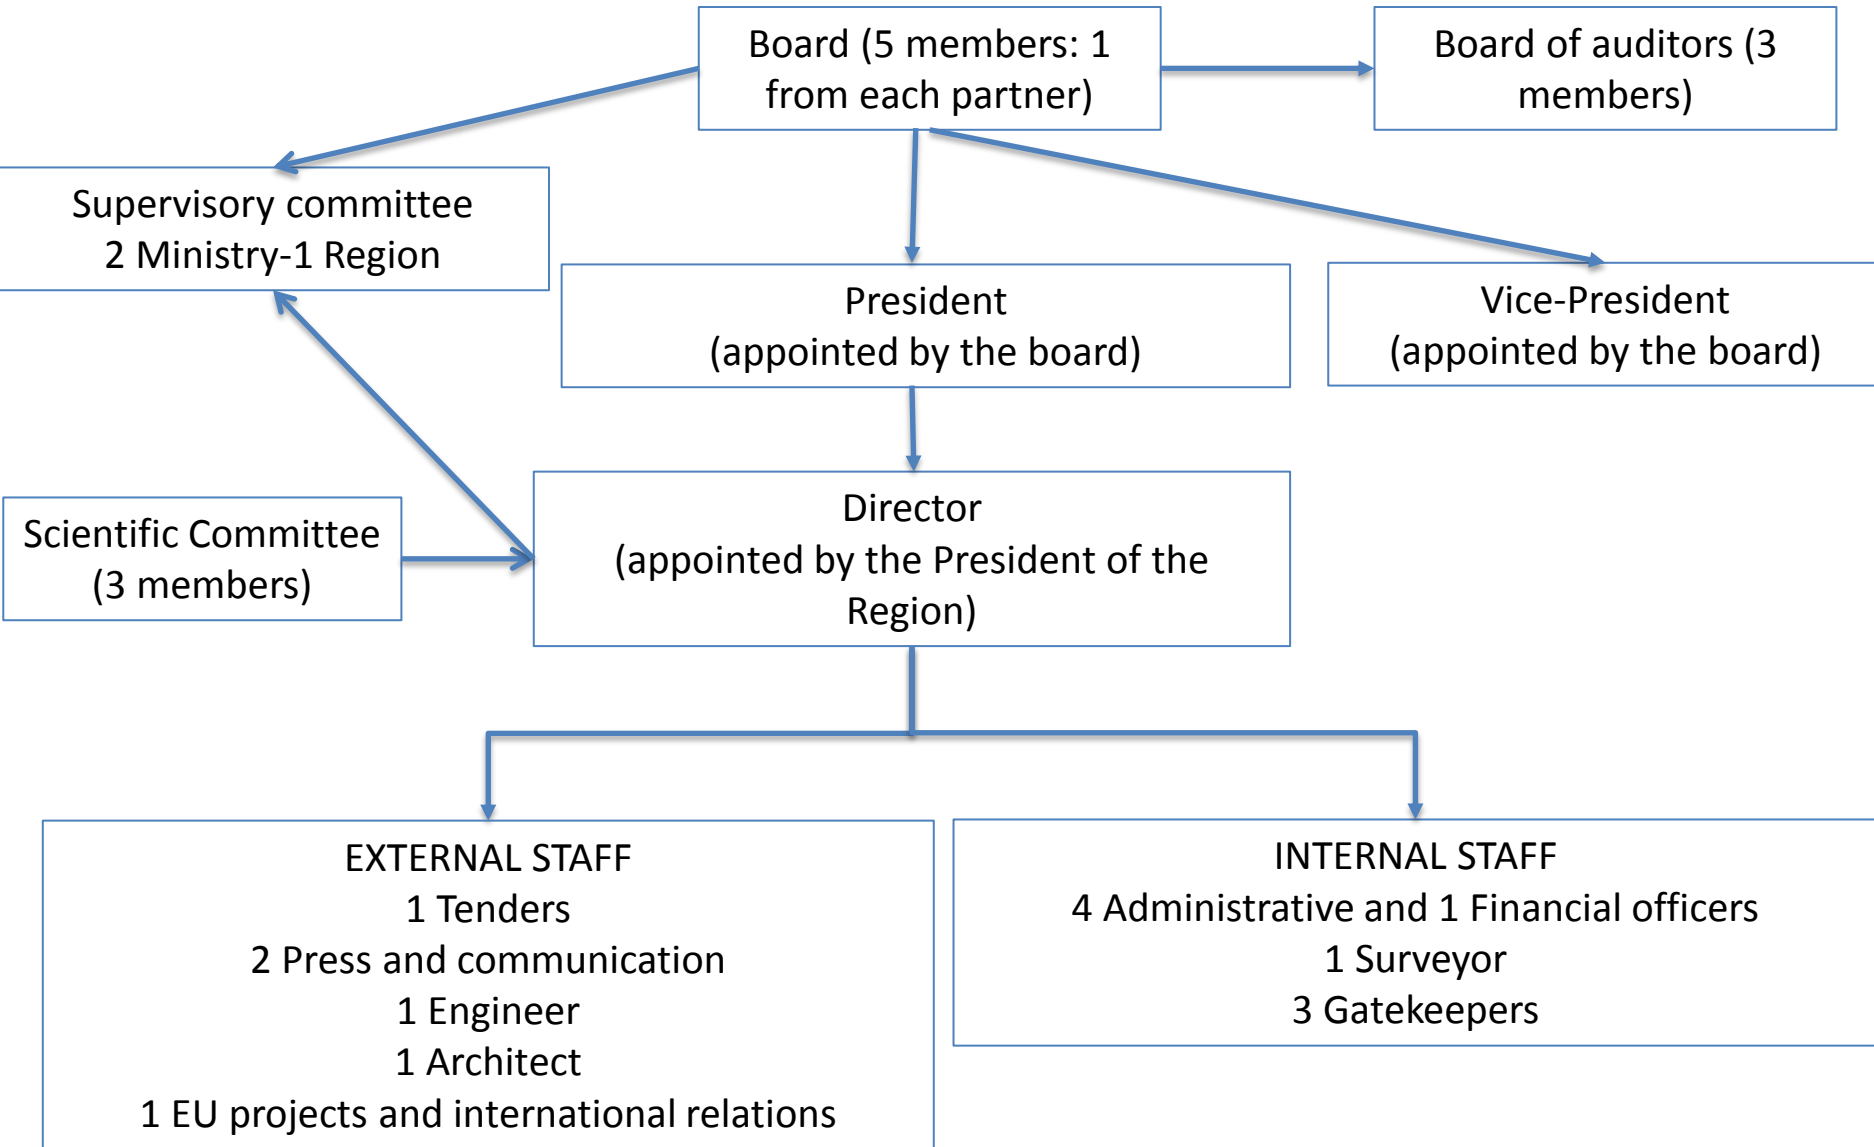 Board (5 members: 1
from each partner)
Board of auditors (3
members)
Supervisory committee
2 Ministry-1 Region
President
(appointed by the board)
Vice-President
(appointed by the board)
Scientific Committee
(3 members)
Director
(appointed by the President of the
Region)
EXTERNAL STAFF
1 Tenders
2 Press and communication
1 Engineer
1 Architect
1 EU projects and international relations
INTERNAL STAFF
4 Administrative and 1 Financial officers
1 Surveyor
3 Gatekeepers